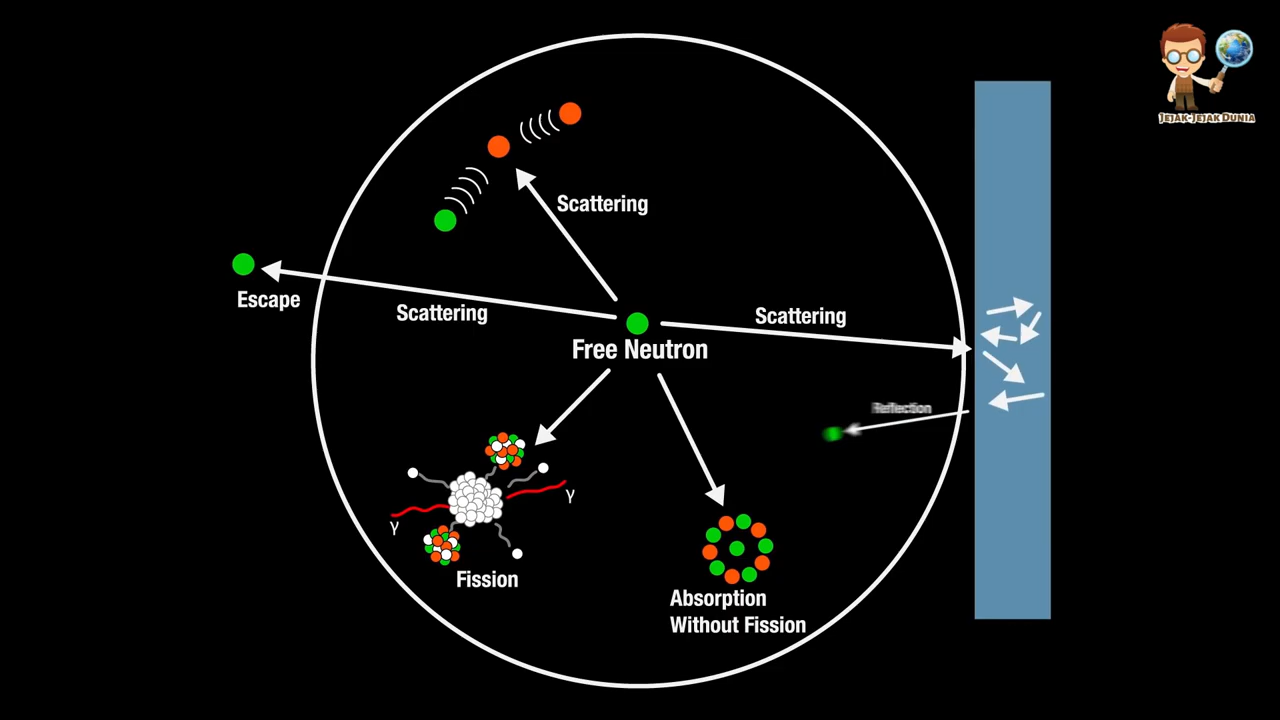 JEJAK-JEJAK DUNIA
Scattering
Escape
Scattering
Scattering
Free Neutron
Reflection
γ
γ
Fission
Absorption
Without Fission